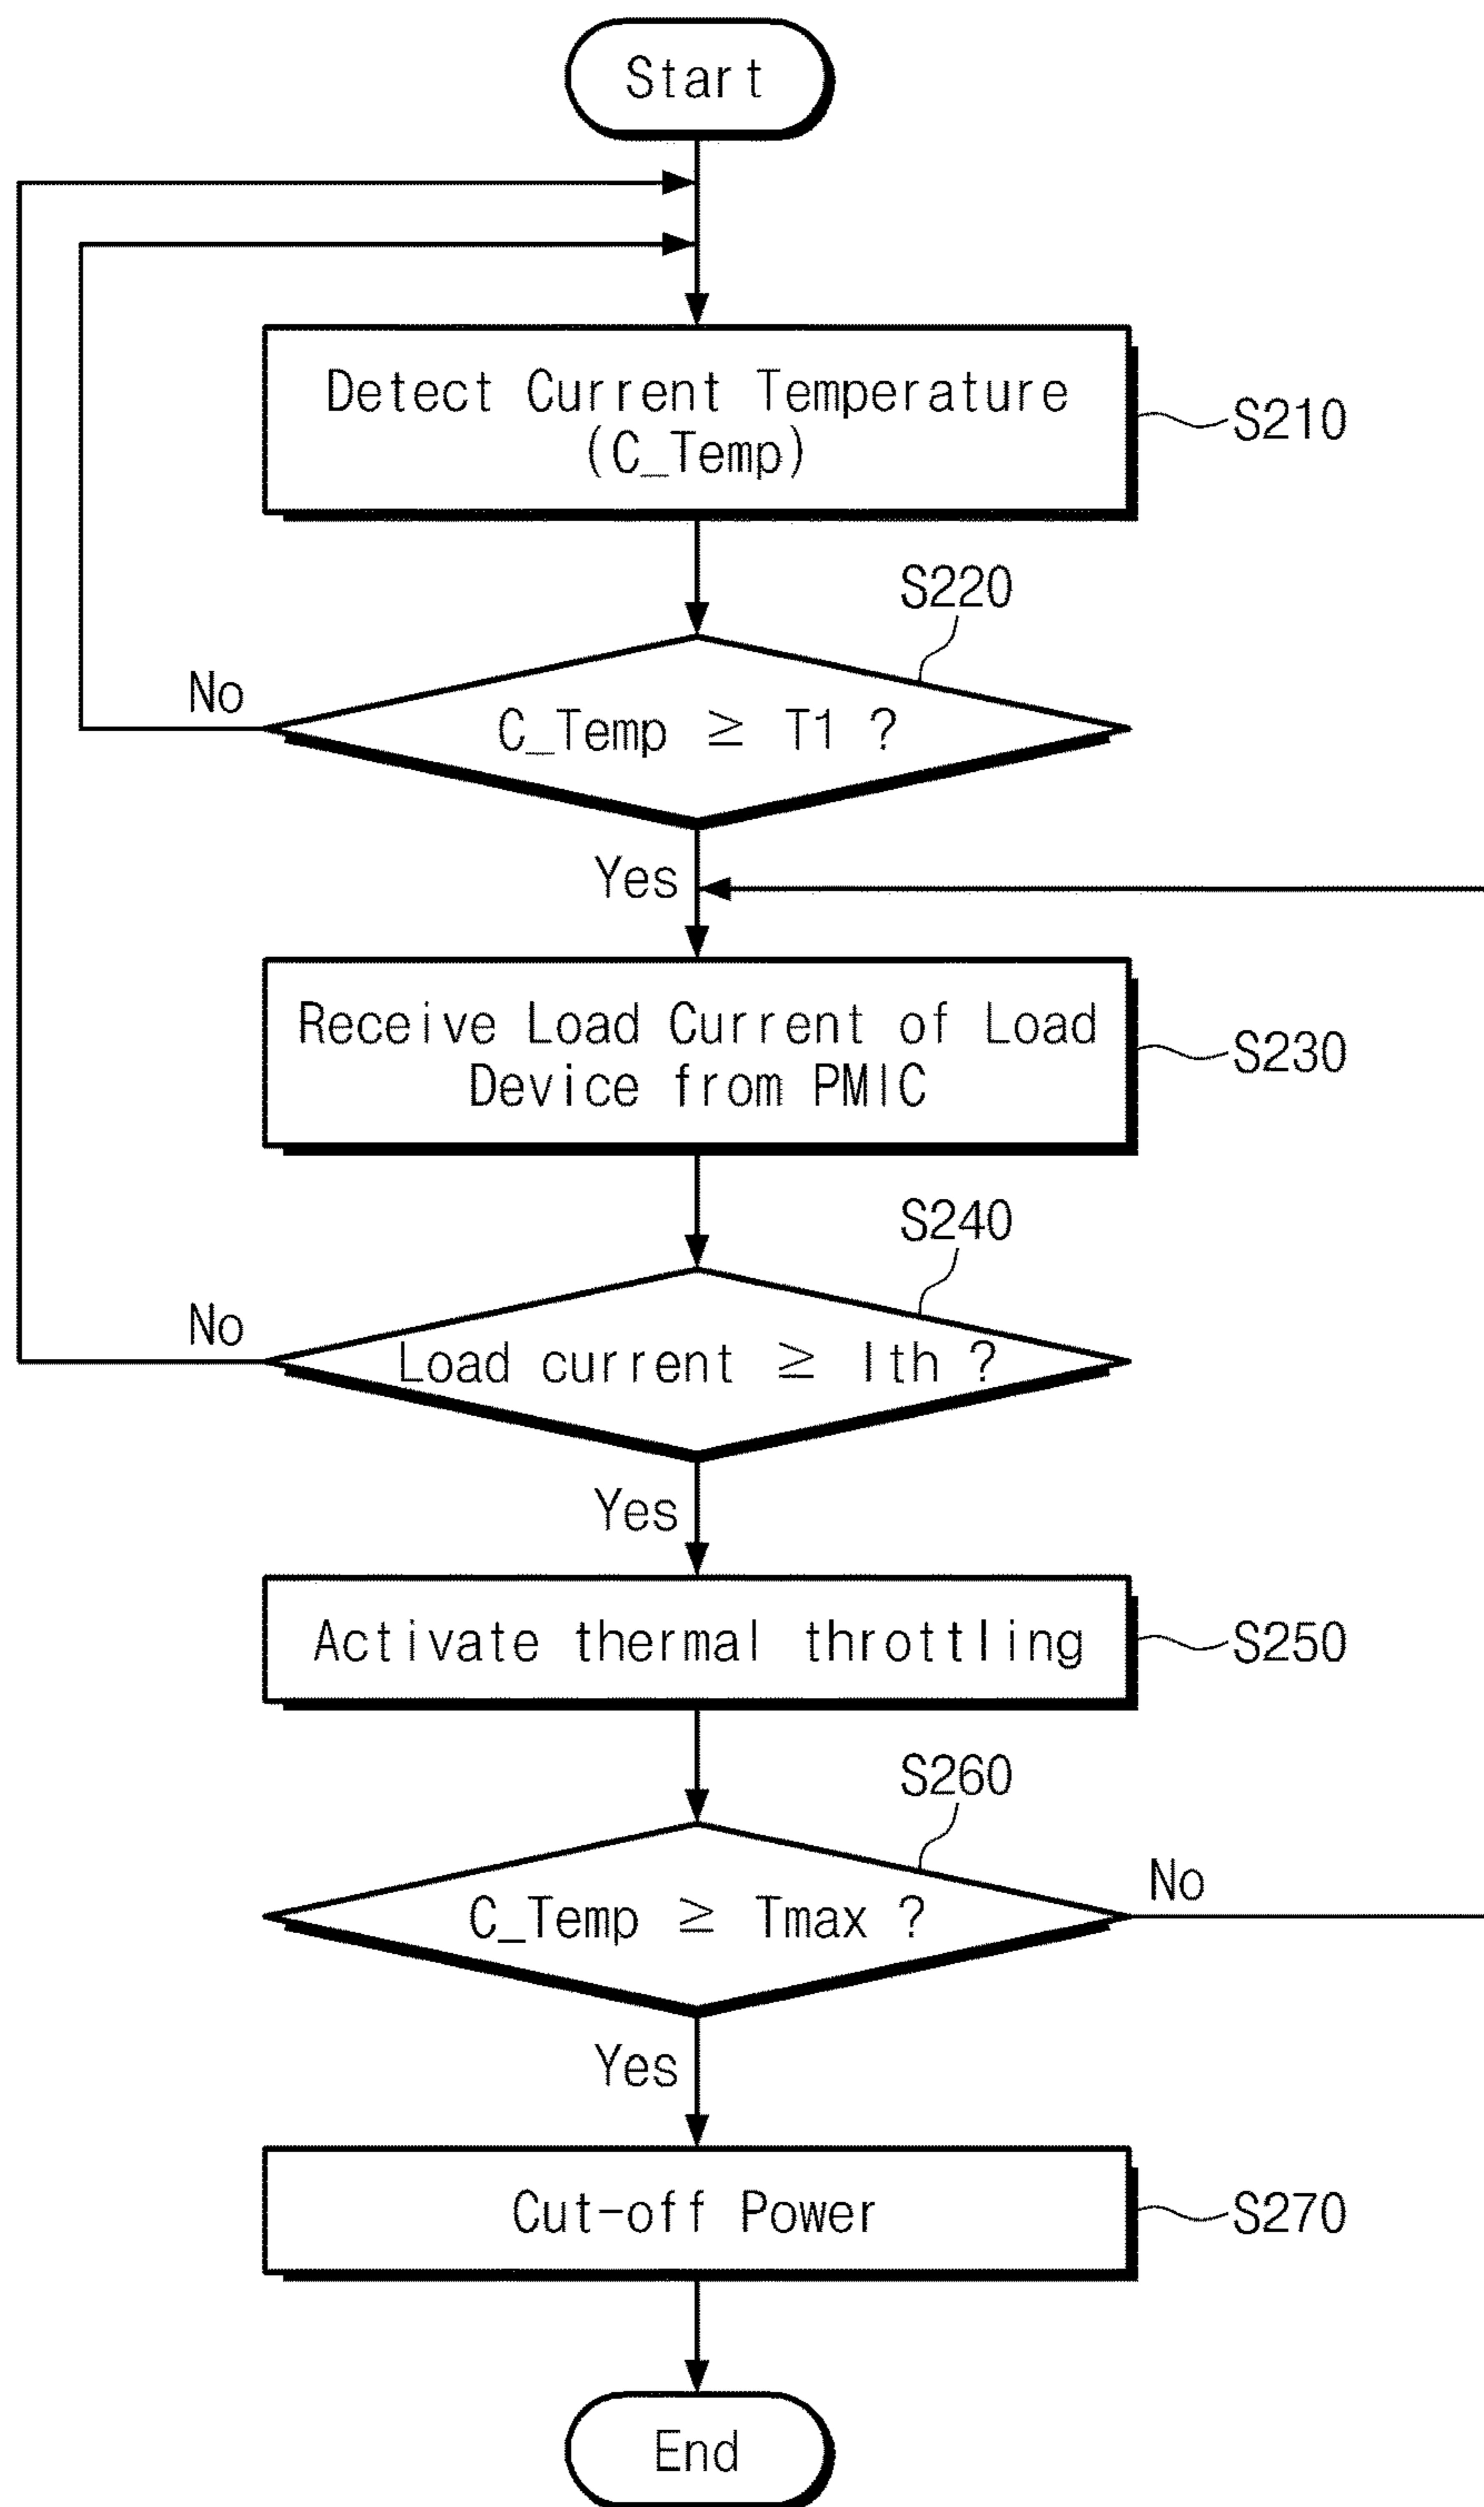 Start
Detect Current Temperature
(C_Temp)
S210
S220
C_Temp ≥ T1 ?
No
Yes
Receive Load Current of Load
Device from PMIC
S230
S240
Load current ≥ Ith ?
No
Yes
Activate thermal throttling
S250
S260
C_Temp ≥ Tmax ?
No
Yes
Cut-off Power
S270
End